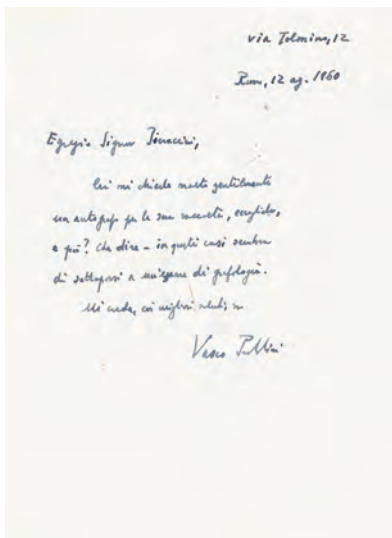 via Tolmino, 12
Roma, 12 ag. 1960
Egregio Signor
Lei mi chiede molto gentilmente
un autografo per la sua raccolta, eccoglielo,
e poi? Che dire – in questi casi sembra
di sottoporsi a un'esame di grafologia.
Mi creda, coi migliori saluti, suo
Vasco Pratolini